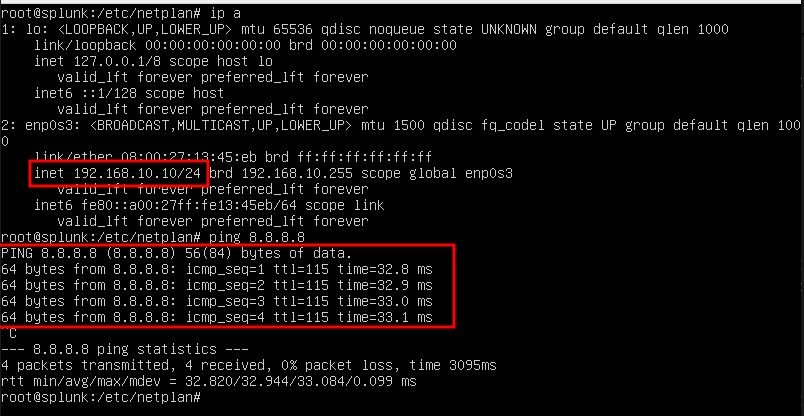 root@splunk:/etc/netplan# ip a
1: lo: <LOOPBACK,UP,LOWER_UP> mtu 65536 qdisc noqueue state UNKNOWN group default qlen 1000
link/loopback 00:00:00:00:00:00 brd 00:00:00:00:00:00
inet 127.0.0.1/8 scope host lo
valid_lft forever preferred_lft forever
inet6 ::1/128 scope host
valid_lft forever preferred_lft forever
2: enp0s3: <BROADCAST,MULTICAST,UP,LOWER_UP> mtu 1500 qdisc fq_codel state UP group default qlen 100
0
link/ether 08:00:27:13:45:eb brd ff:ff:ff:ff:ff:ff
inet 192.168.10.10/24 brd 192.168.10.255 scope global enp0s3
valid_lft forever preferred_lft forever
inet6 fe80::a00:27ff:fe13:45eb/64 scope link
valid_lft forever preferred_lft forever
root@splunk:/etc/netplan# ping 8.8.8.8
PING 8.8.8.8 (8.8.8.8) 56(84) bytes of data.
64 bytes from 8.8.8.8: icmp_seq=1 ttl=115 time=32.8 ms
64 bytes from 8.8.8.8: icmp_seq=2 ttl=115 time=32.9 ms
64 bytes from 8.8.8.8: icmp_seq=3 ttl=115 time=33.0 ms
64 bytes from 8.8.8.8: icmp_seq=4 ttl=115 time=33.1 ms
^C
--- 8.8.8.8 ping statistics ---
4 packets transmitted, 4 received, 0% packet loss, time 3095ms
rtt min/avg/max/mdev = 32.820/32.944/33.084/0.099 ms
root@splunk:/etc/netplan#